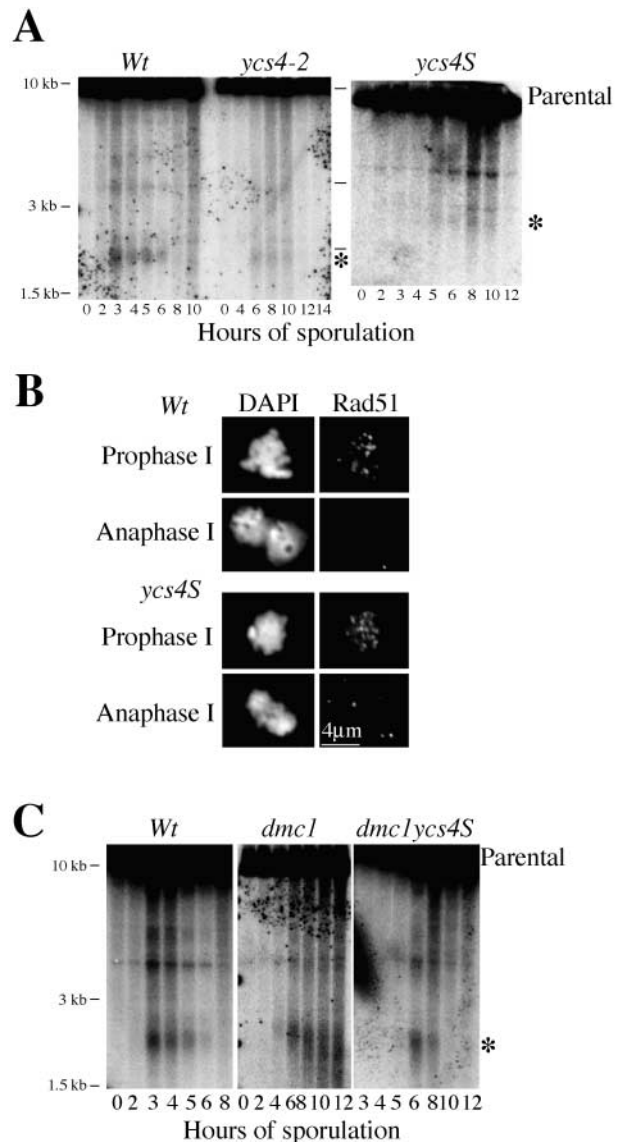 A
Wt ycs4-2 ycs4S
10 kb
Parental
3 kb
*
*
1.5 kb
0 2 3 4 5 6 8 10 0 4 6 8 10 12 14 0 2 3 4 5 6 8 10 12
Hours of sporulation
B
Wt DAPI Rad51
Prophase I
Anaphase I
ycs4S
Prophase I
Anaphase I
4µm
C
Wt dmc1 dmc1ycs4S
10 kb
Parental
3 kb
*
1.5 kb
0 2 3 4 5 6 8 0 2 4 6 8 10 12 3 4 5 6 8 10 12
Hours of sporulation